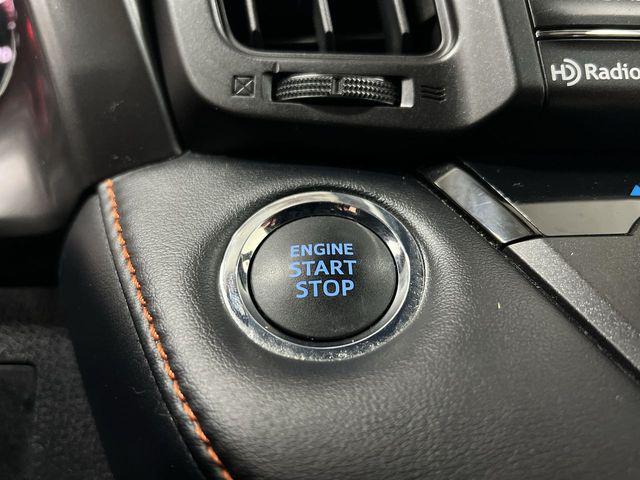 HD Radio
ENGINE
START
STOP